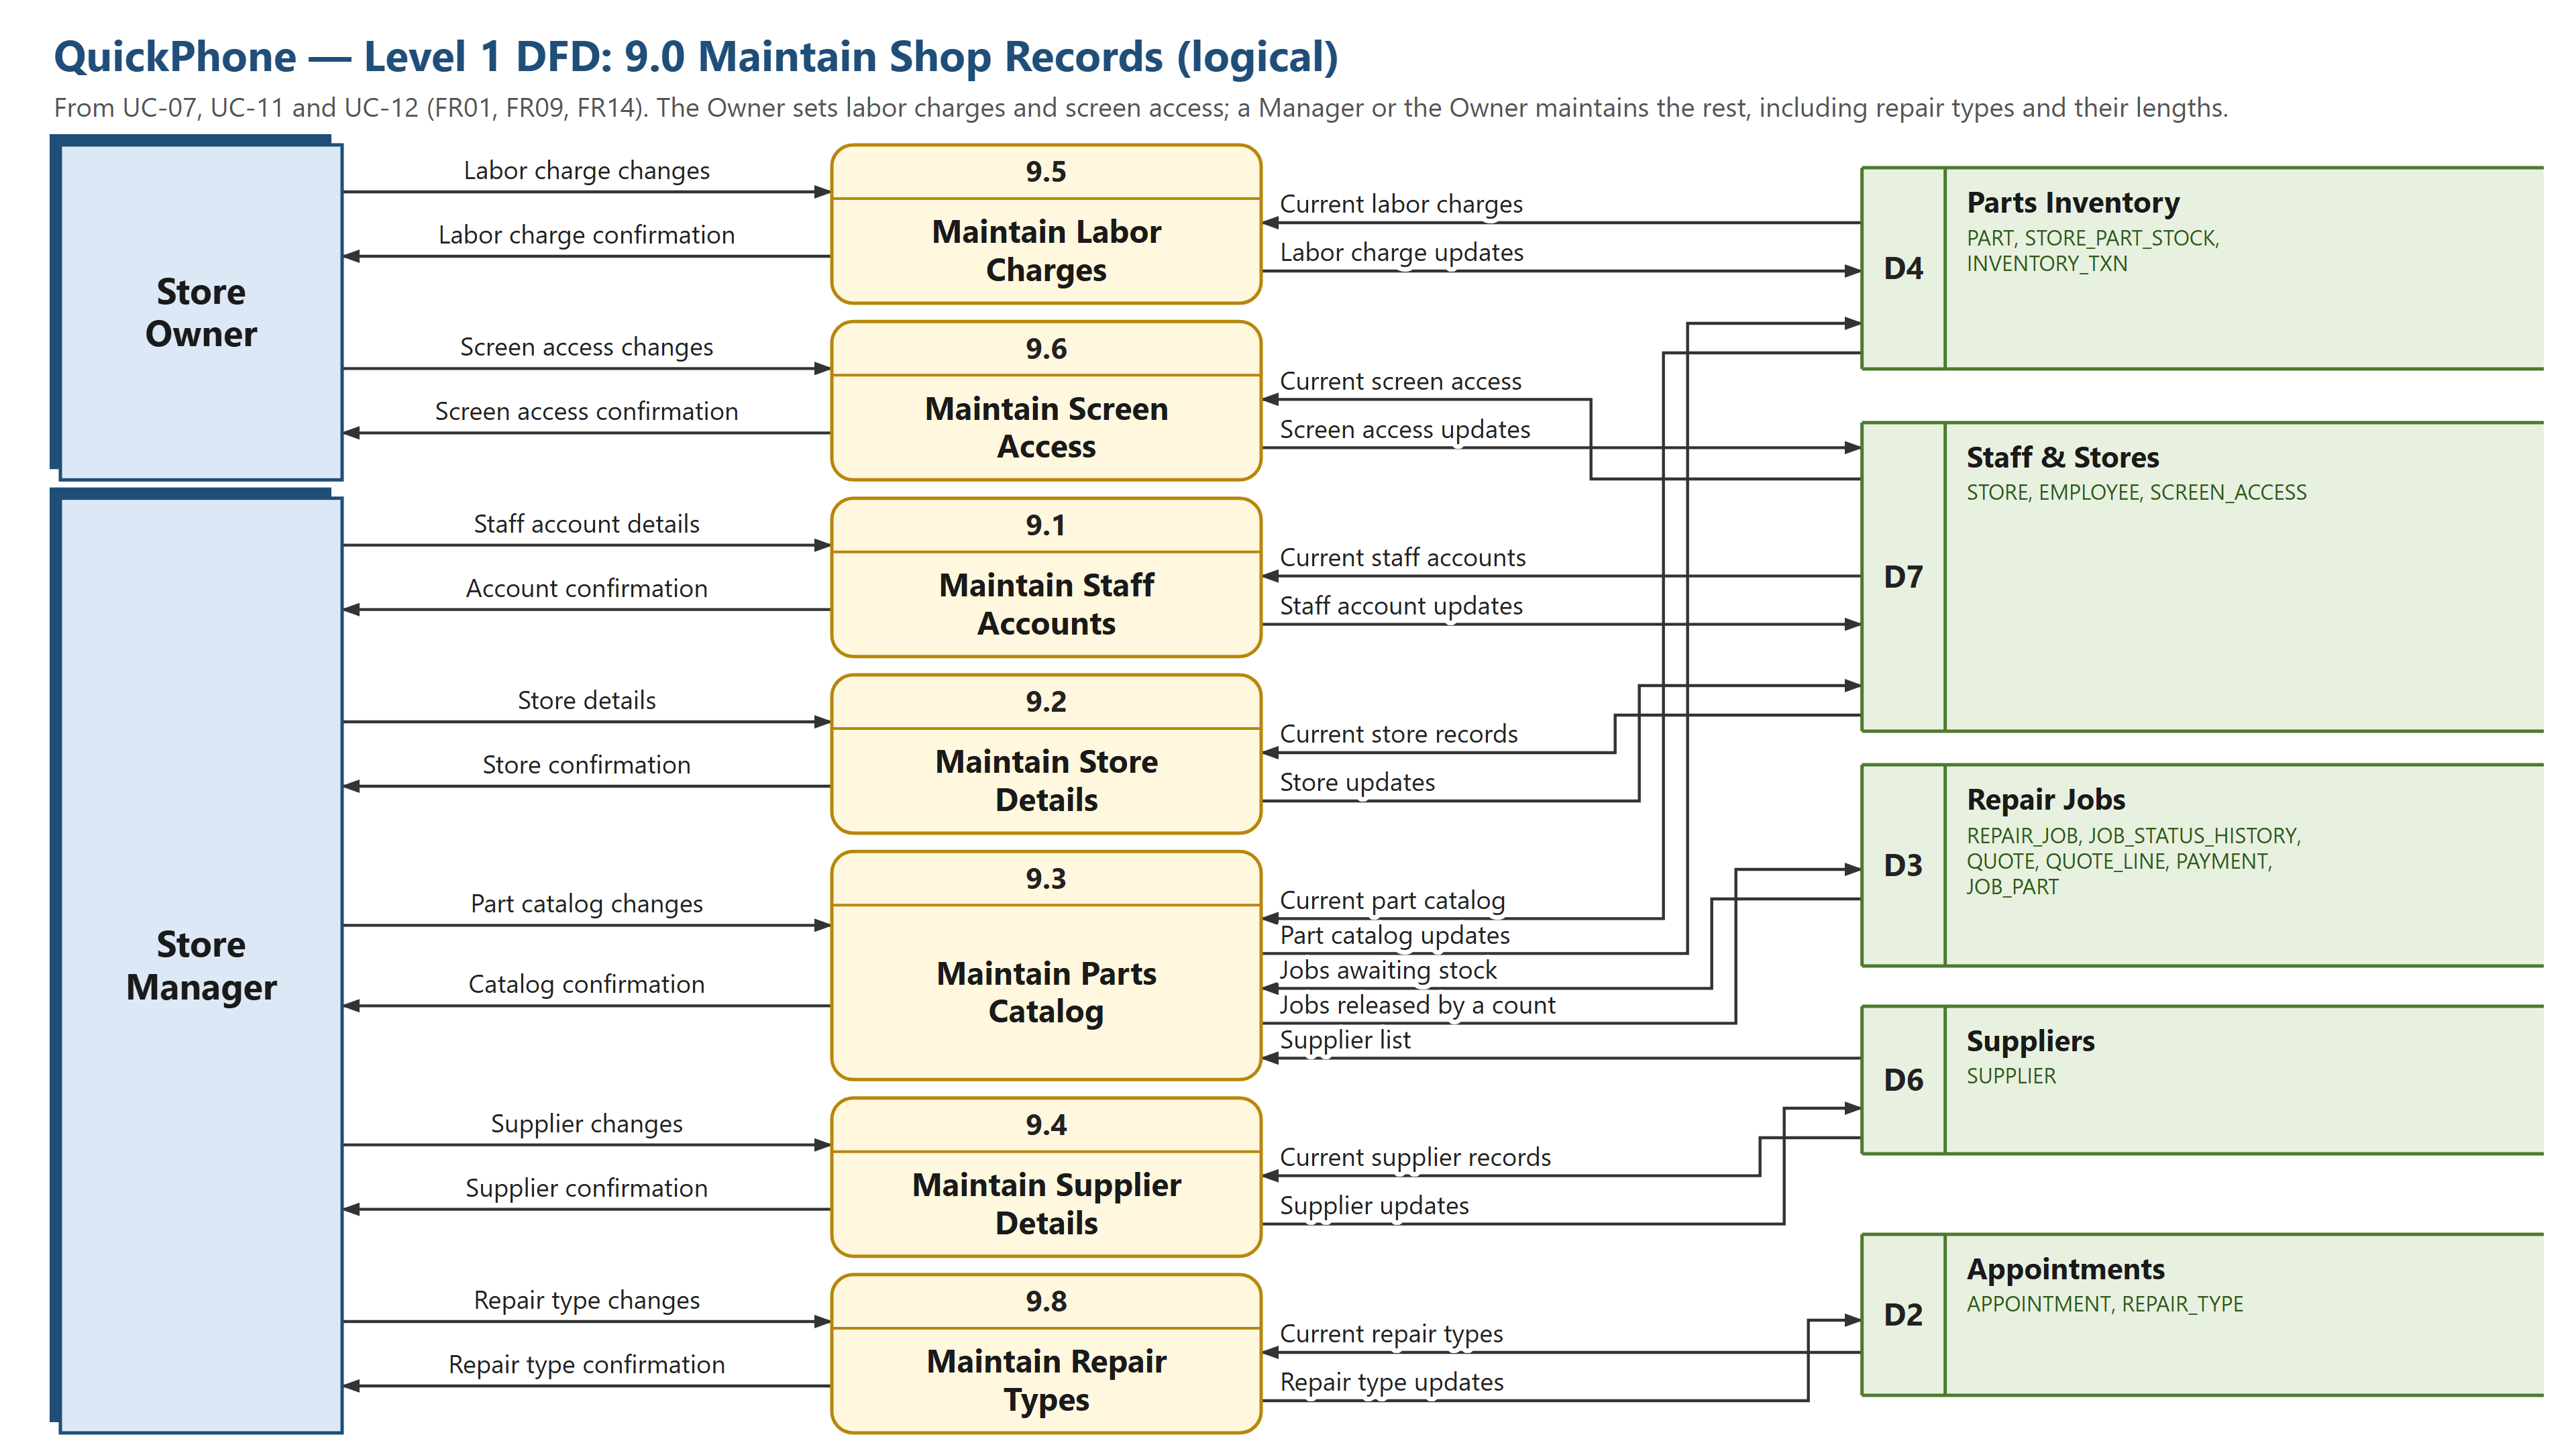 QuickPhone — Level 1 DFD: 9.0 Maintain Shop Records (logical)
From UC-07, UC-11 and UC-12 (FR01, FR09, FR14). The Owner sets labor charges and screen access; a Manager or the Owner maintains the rest, including repair types and their lengths.
Store
Owner
Labor charge changes
Labor charge confirmation
Screen access changes
Screen access confirmation
9.5
Maintain Labor
Charges
Current labor charges
Labor charge updates
9.6
Maintain Screen
Access
Current screen access
Screen access updates
Store
Manager
Staff account details
Account confirmation
9.1
Maintain Staff
Accounts
Current staff accounts
Staff account updates
Store details
Store confirmation
9.2
Maintain Store
Details
Current store records
Store updates
Part catalog changes
Catalog confirmation
9.3
Maintain Parts
Catalog
Current part catalog
Part catalog updates
Jobs awaiting stock
Jobs released by a count
Supplier list
Supplier changes
Supplier confirmation
9.4
Maintain Supplier
Details
Current supplier records
Supplier updates
Repair type changes
Repair type confirmation
9.8
Maintain Repair
Types
Current repair types
Repair type updates
D4
Parts Inventory
PART, STORE_PART_STOCK,
INVENTORY_TXN
D7
Staff & Stores
STORE, EMPLOYEE, SCREEN_ACCESS
D3
Repair Jobs
REPAIR_JOB, JOB_STATUS_HISTORY,
QUOTE, QUOTE_LINE, PAYMENT,
JOB_PART
D6
Suppliers
SUPPLIER
D2
Appointments
APPOINTMENT, REPAIR_TYPE